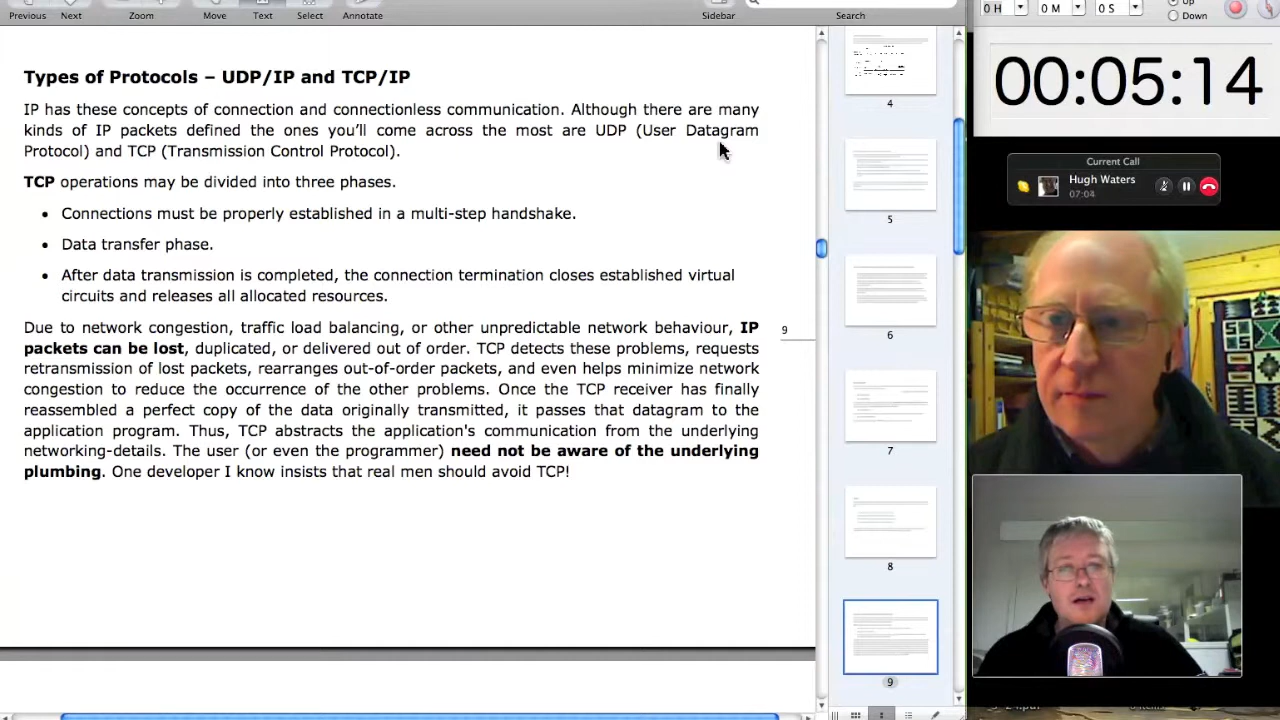 Previous Next Zoom Move Text Select Annotate Sidebar Search
Types of Protocols – UDP/IP and TCP/IP
IP has these concepts of connection and connectionless communication. Although there are many
kinds of IP packets defined the ones you'll come across the most are UDP (User Datagram
Protocol) and TCP (Transmission Control Protocol).
TCP operations may be divided into three phases.
• Connections must be properly established in a multi-step handshake.
• Data transfer phase.
• After data transmission is completed, the connection termination closes established virtual
circuits and releases all allocated resources.
Due to network congestion, traffic load balancing, or other unpredictable network behaviour, IP
packets can be lost, duplicated, or delivered out of order. TCP detects these problems, requests
retransmission of lost packets, rearranges out-of-order packets, and even helps minimize network
congestion to reduce the occurrence of the other problems. Once the TCP receiver has finally
reassembled a perfect copy of the data originally transmitted, it passes that datagram to the
application program. Thus, TCP abstracts the application's communication from the underlying
networking-details. The user (or even the programmer) need not be aware of the underlying
plumbing. One developer I know insists that real men should avoid TCP!
9
4
5
6
7
8
9
0 H 0 M 0 S Up
Down
00:05:14
Current Call
Hugh Waters
07:04